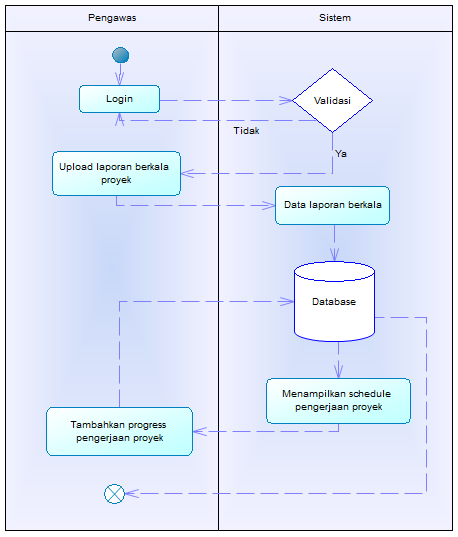 Pengawas
Sistem
Login
Validasi
Tidak
Ya
Upload laporan berkala
proyek
Data laporan berkala
Database
Menampilkan schedule
pengerjaan proyek
Tambahkan progress
pengerjaan proyek